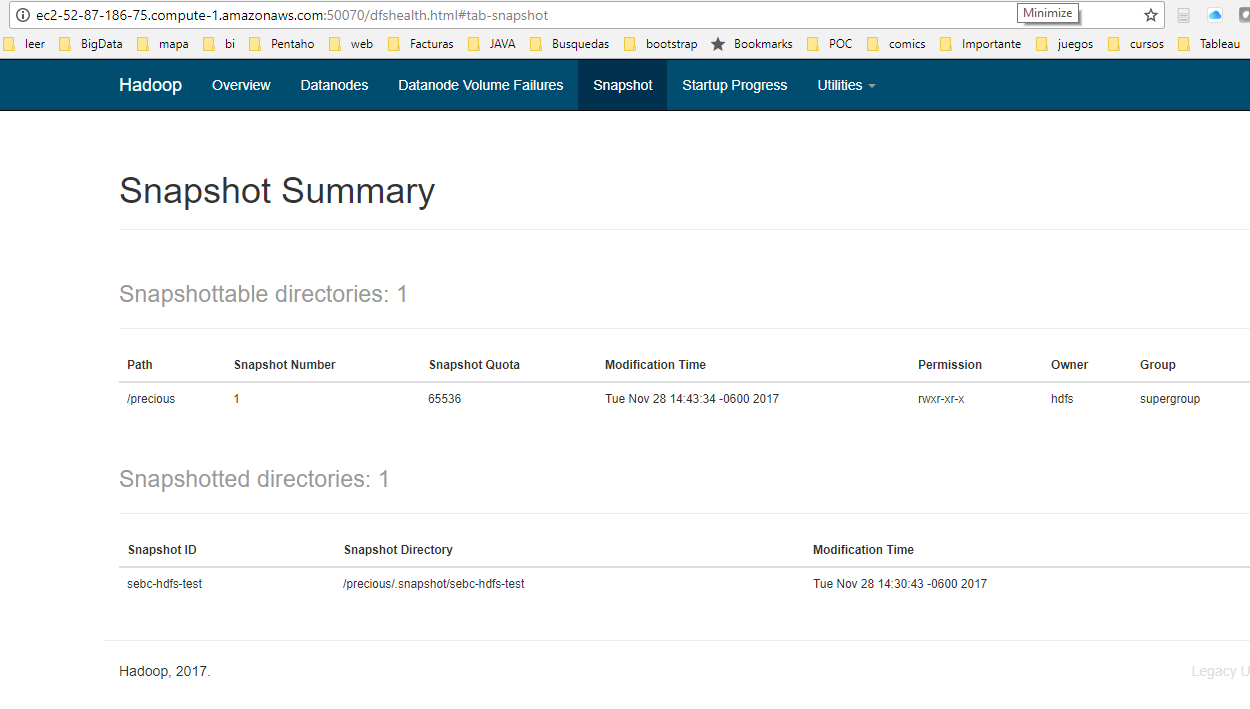 ec2-52-87-186-75.compute-1.amazonaws.com:50070/dfshealth.html#tab-snapshot
Minimize
leer BigData mapa bi Pentaho web Facturas JAVA Busquedas bootstrap Bookmarks POC comics Importante juegos cursos Tableau
Hadoop Overview Datanodes Datanode Volume Failures Snapshot Startup Progress Utilities
Snapshot Summary
Snapshottable directories: 1
Path Snapshot Number Snapshot Quota Modification Time Permission Owner Group
/precious 1 65536 Tue Nov 28 14:43:34 -0600 2017 rwxr-xr-x hdfs supergroup
Snapshotted directories: 1
Snapshot ID Snapshot Directory Modification Time
sebc-hdfs-test /precious/.snapshot/sebc-hdfs-test Tue Nov 28 14:30:43 -0600 2017
Hadoop, 2017. Legacy U